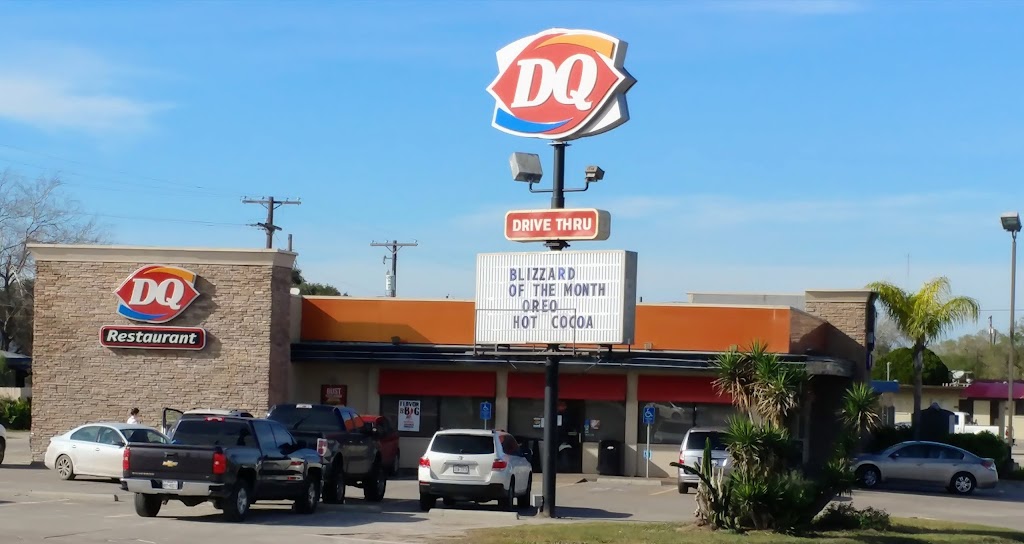 DQ
DRIVE THRU
BLIZZARD
OF THE MONTH
OREO
HOT COCOA
DQ
Restaurant